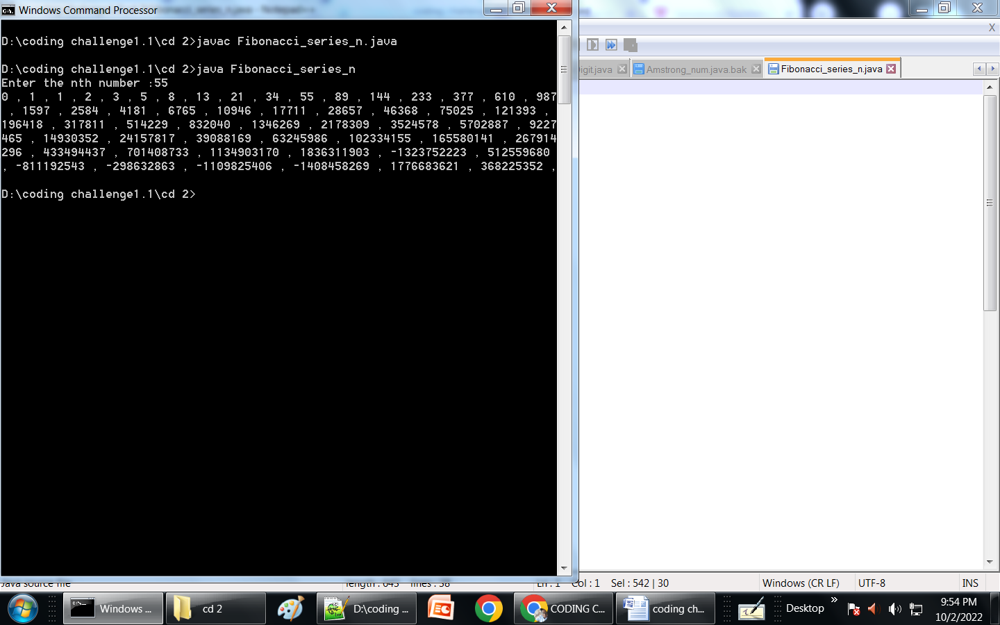 Windows Command Processor
D:\coding challenge1.1\cd 2>javac Fibonacci_series_n.java
D:\coding challenge1.1\cd 2>java Fibonacci_series_n
Enter the nth number :55
0 , 1 , 1 , 2 , 3 , 5 , 8 , 13 , 21 , 34 , 55 , 89 , 144 , 233 , 377 , 610 , 987
, 1597 , 2584 , 4181 , 6765 , 10946 , 17711 , 28657 , 46368 , 75025 , 121393 ,
196418 , 317811 , 514229 , 832040 , 1346269 , 2178309 , 3524578 , 5702887 , 9227
465 , 14930352 , 24157817 , 39088169 , 63245986 , 102334155 , 165580141 , 267914
296 , 433494437 , 701408733 , 1134903170 , 1836311903 , -1323752223 , 512559680
, -811192543 , -298632863 , -1109825406 , -1408458269 , 1776683621 , 368225352 ,
D:\coding challenge1.1\cd 2>
X
igit.java
Amstrong_num.java.bak
Fibonacci_series_n.java
Java source file length : 643 lines : 38 Ln : 1 Col : 1 Sel : 542 | 30 Windows (CR LF) UTF-8 INS
Windows ...
cd 2
D:\coding ...
CODING C...
coding ch...
Desktop
9:54 PM
10/2/2022